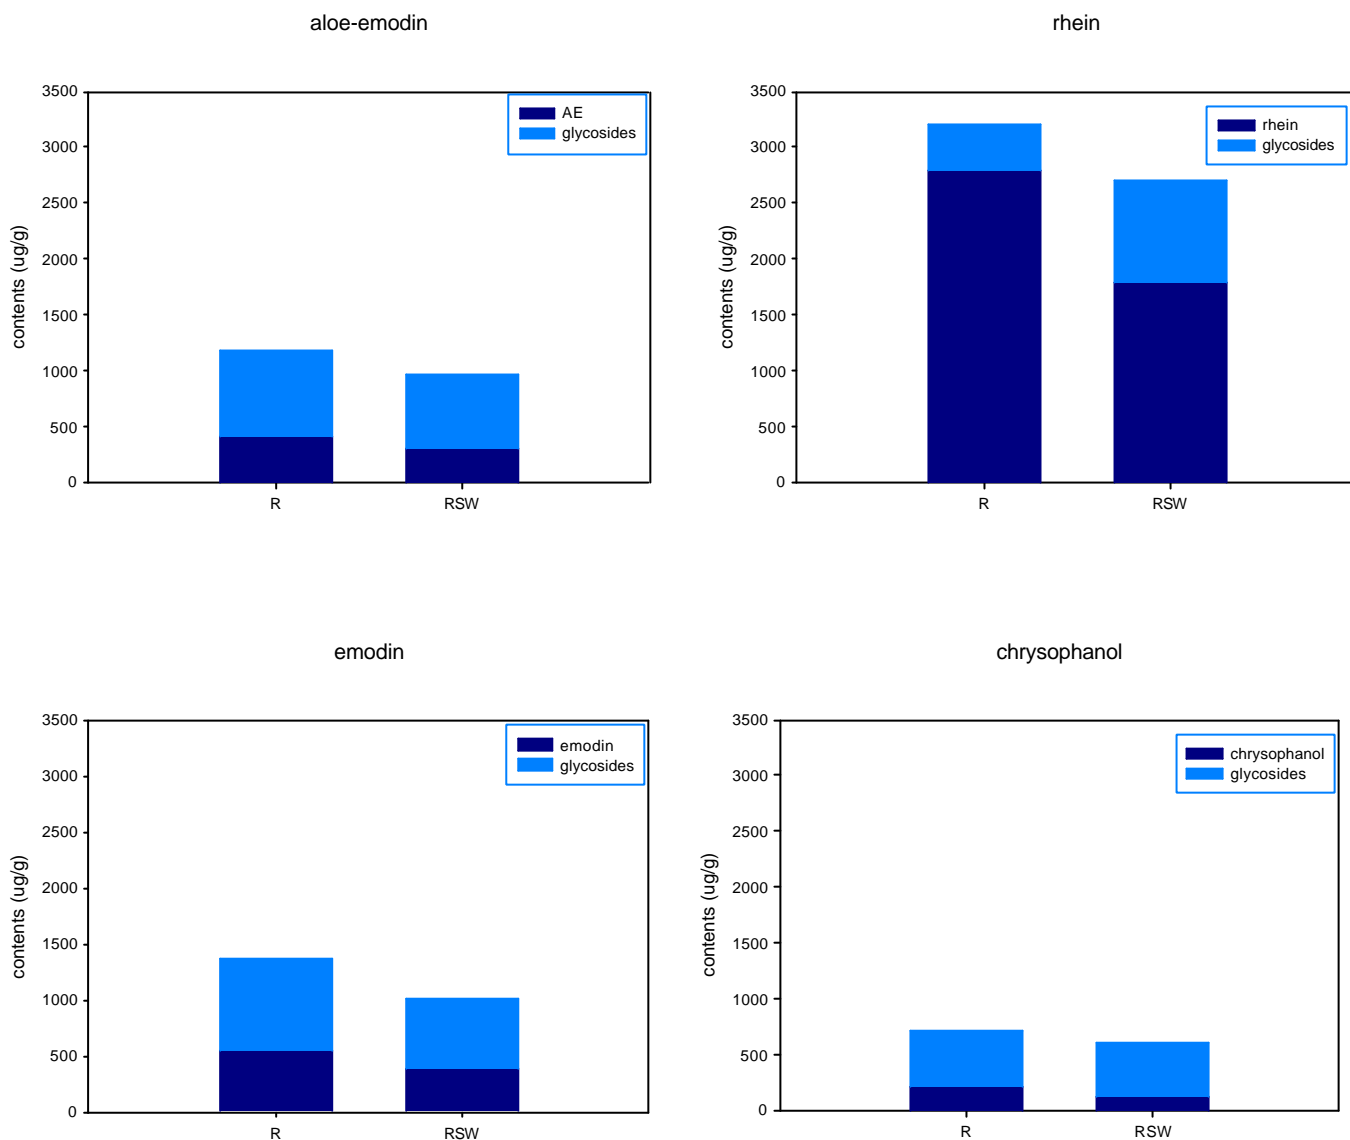 aloe-emodin
3500
3000
2500
2000
1500
1000
500
0
contents (ug/g)
AE
glycosides
R
RSW
rhein
3500
3000
2500
2000
1500
1000
500
0
contents (ug/g)
rhein
glycosides
R
RSW
emodin
3500
3000
2500
2000
1500
1000
500
0
contents (ug/g)
emodin
glycosides
R
RSW
chrysophanol
3500
3000
2500
2000
1500
1000
500
0
contents (ug/g)
chrysophanol
glycosides
R
RSW